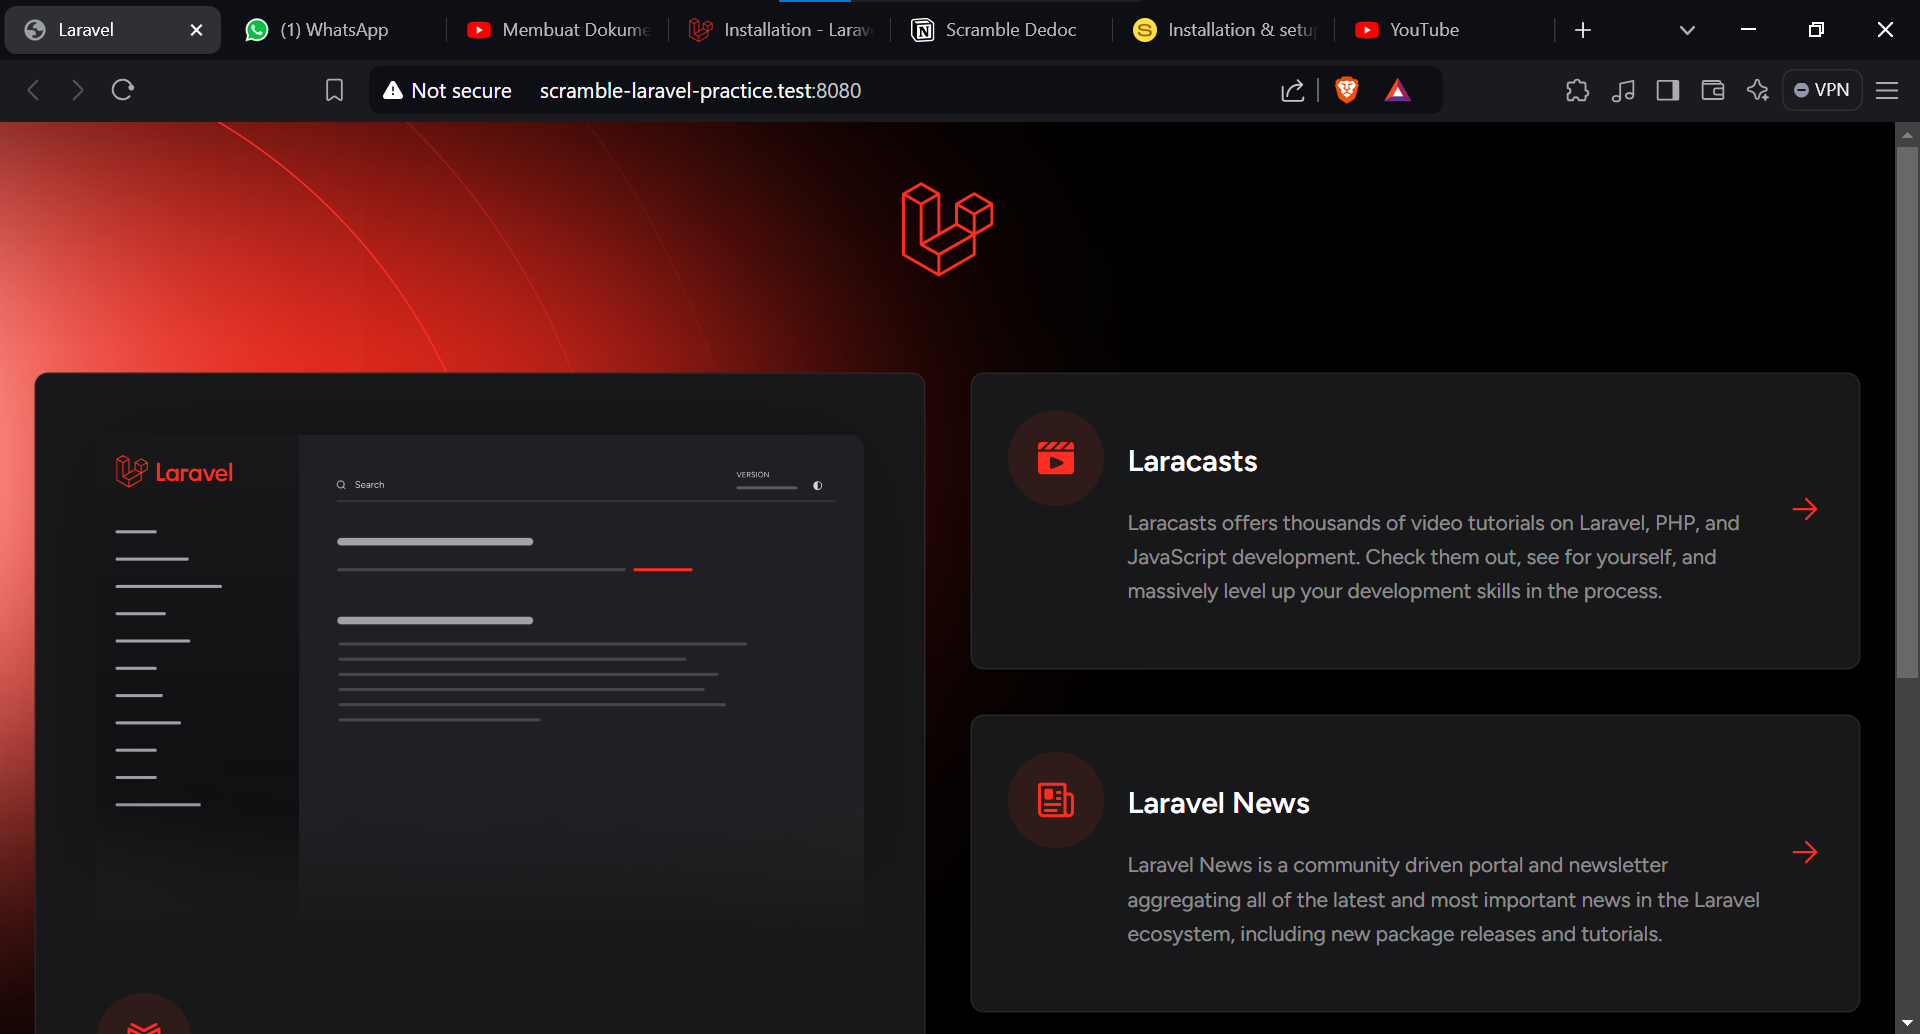 Laravel
(1) WhatsApp
Membuat Dokume
Installation - Larav
Scramble Dedoc
Installation & setup
YouTube
Not secure
scramble-laravel-practice.test:8080
VPN
Laravel
Search
VERSION
Laracasts
Laracasts offers thousands of video tutorials on Laravel, PHP, and
JavaScript development. Check them out, see for yourself, and
massively level up your development skills in the process.
Laravel News
Laravel News is a community driven portal and newsletter
aggregating all of the latest and most important news in the Laravel
ecosystem, including new package releases and tutorials.